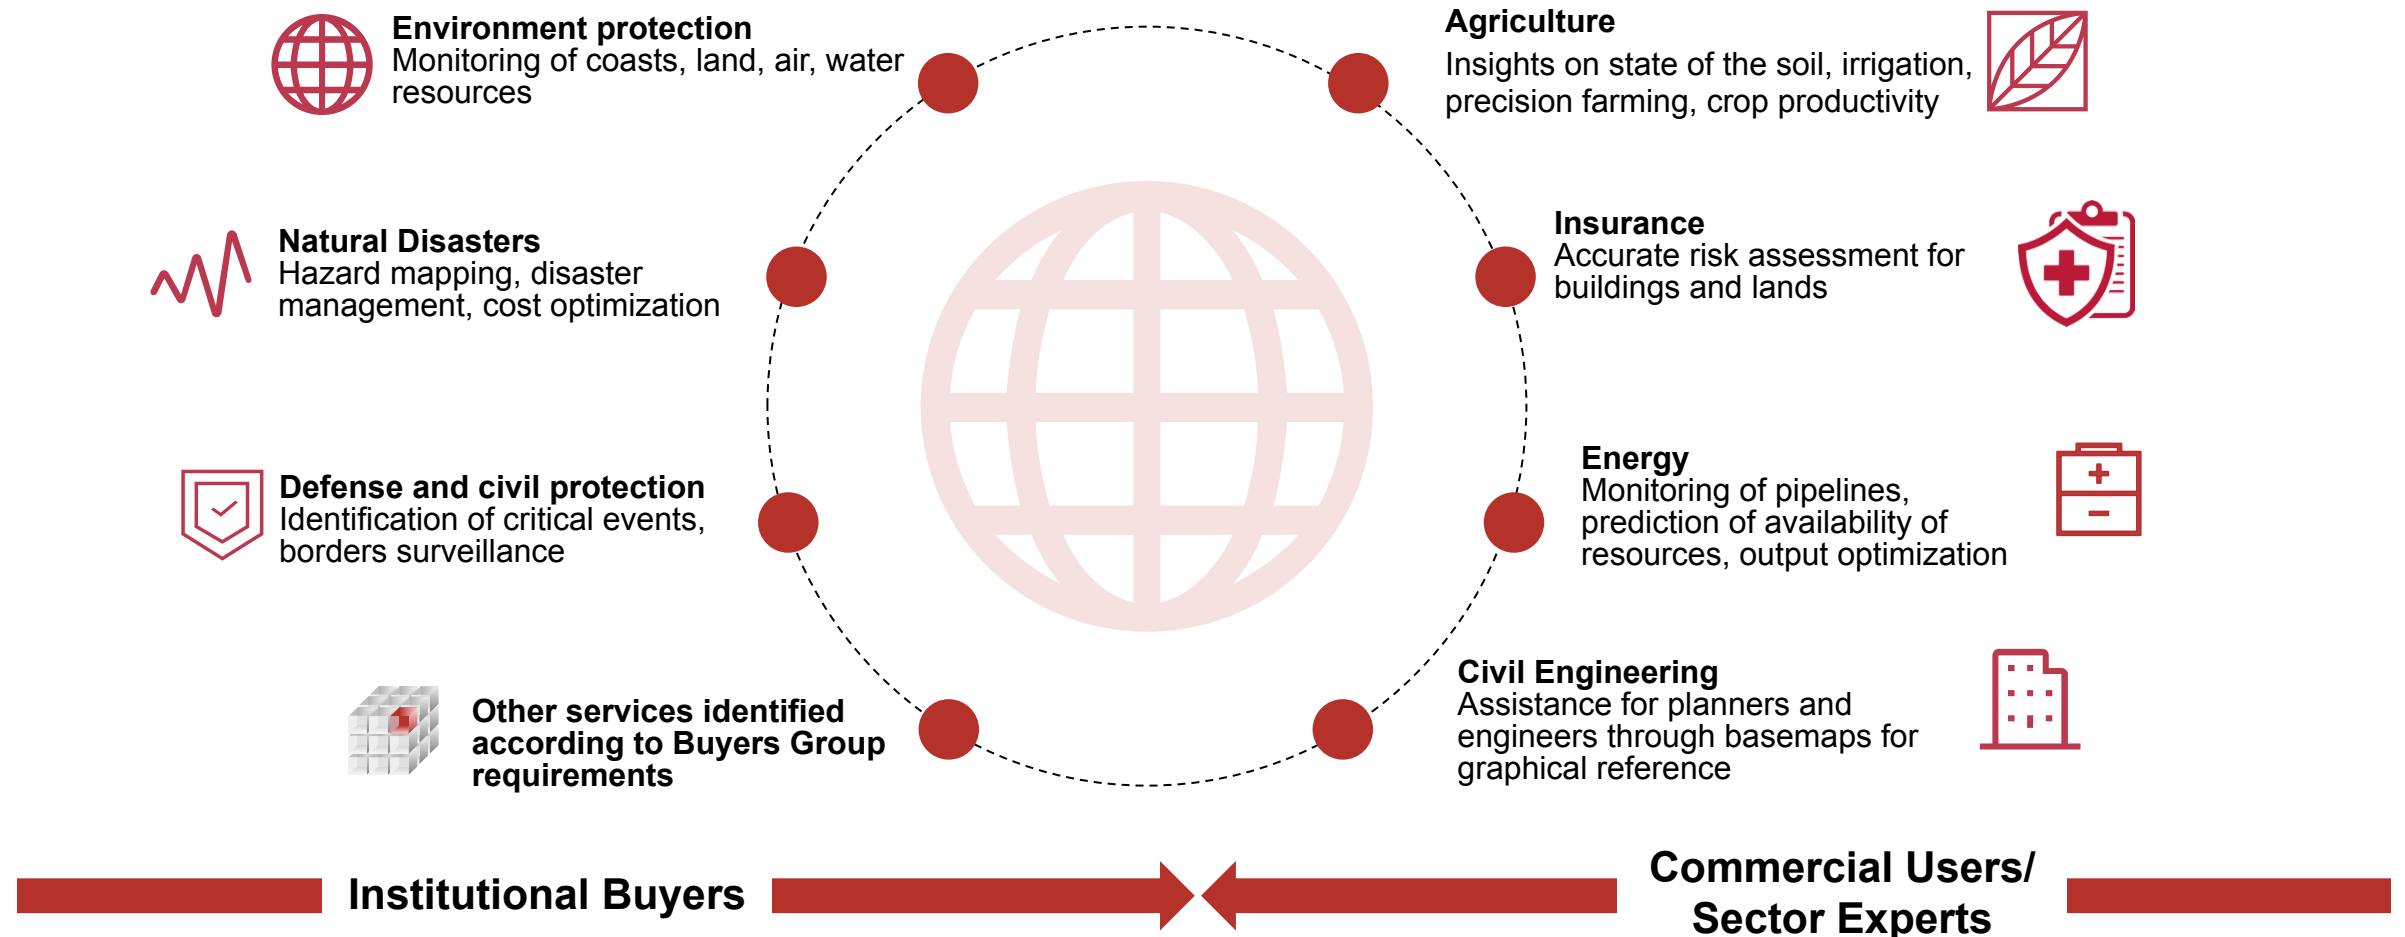 Environment protection
Monitoring of coasts, land, air, water
resources
Natural Disasters
Hazard mapping, disaster
management, cost optimization
Defense and civil protection
Identification of critical events,
borders surveillance
Other services identified
according to Buyers Group
requirements
Agriculture
Insights on state of the soil, irrigation,
precision farming, crop productivity
Insurance
Accurate risk assessment for
buildings and lands
Energy
Monitoring of pipelines,
prediction of availability of
resources, output optimization
Civil Engineering
Assistance for planners and
engineers through basemaps for
graphical reference
Institutional Buyers
Commercial Users/
Sector Experts